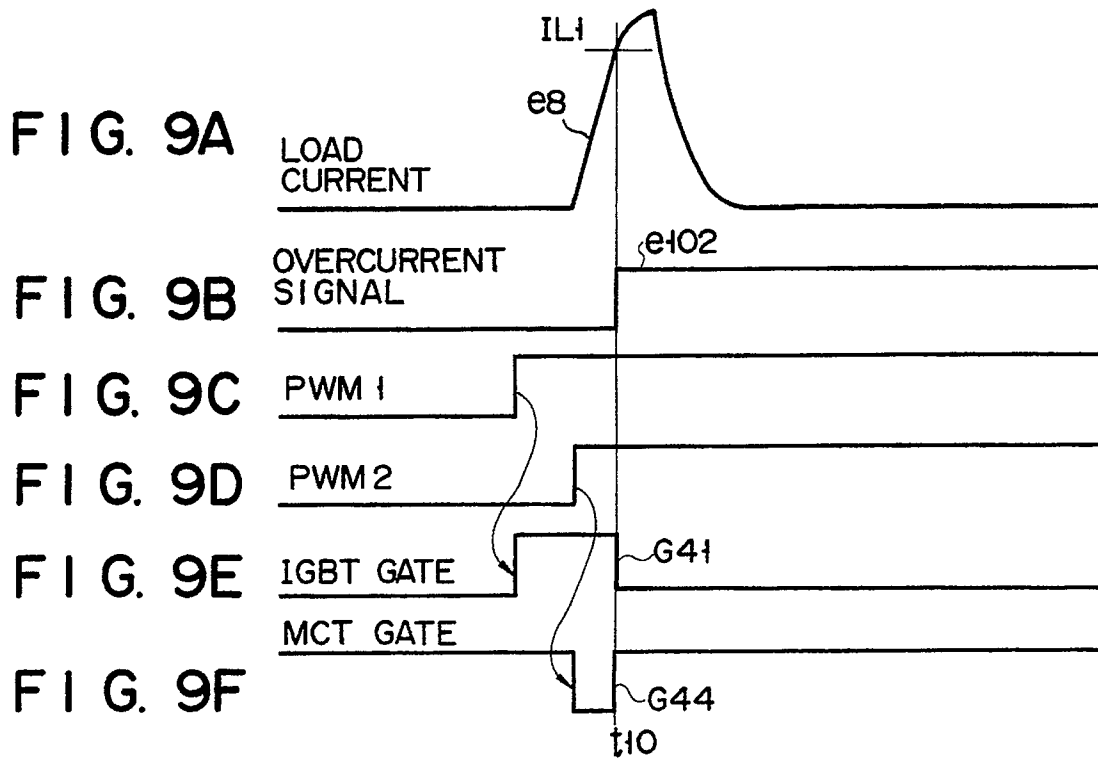 IL1
e8
FIG. 9A
LOAD
CURRENT
e102
OVERCURRENT
SIGNAL
FIG. 9B
PWM 1
FIG. 9C
PWM 2
FIG. 9D
G41
IGBT GATE
FIG. 9E
MCT GATE
G44
FIG. 9F
t10